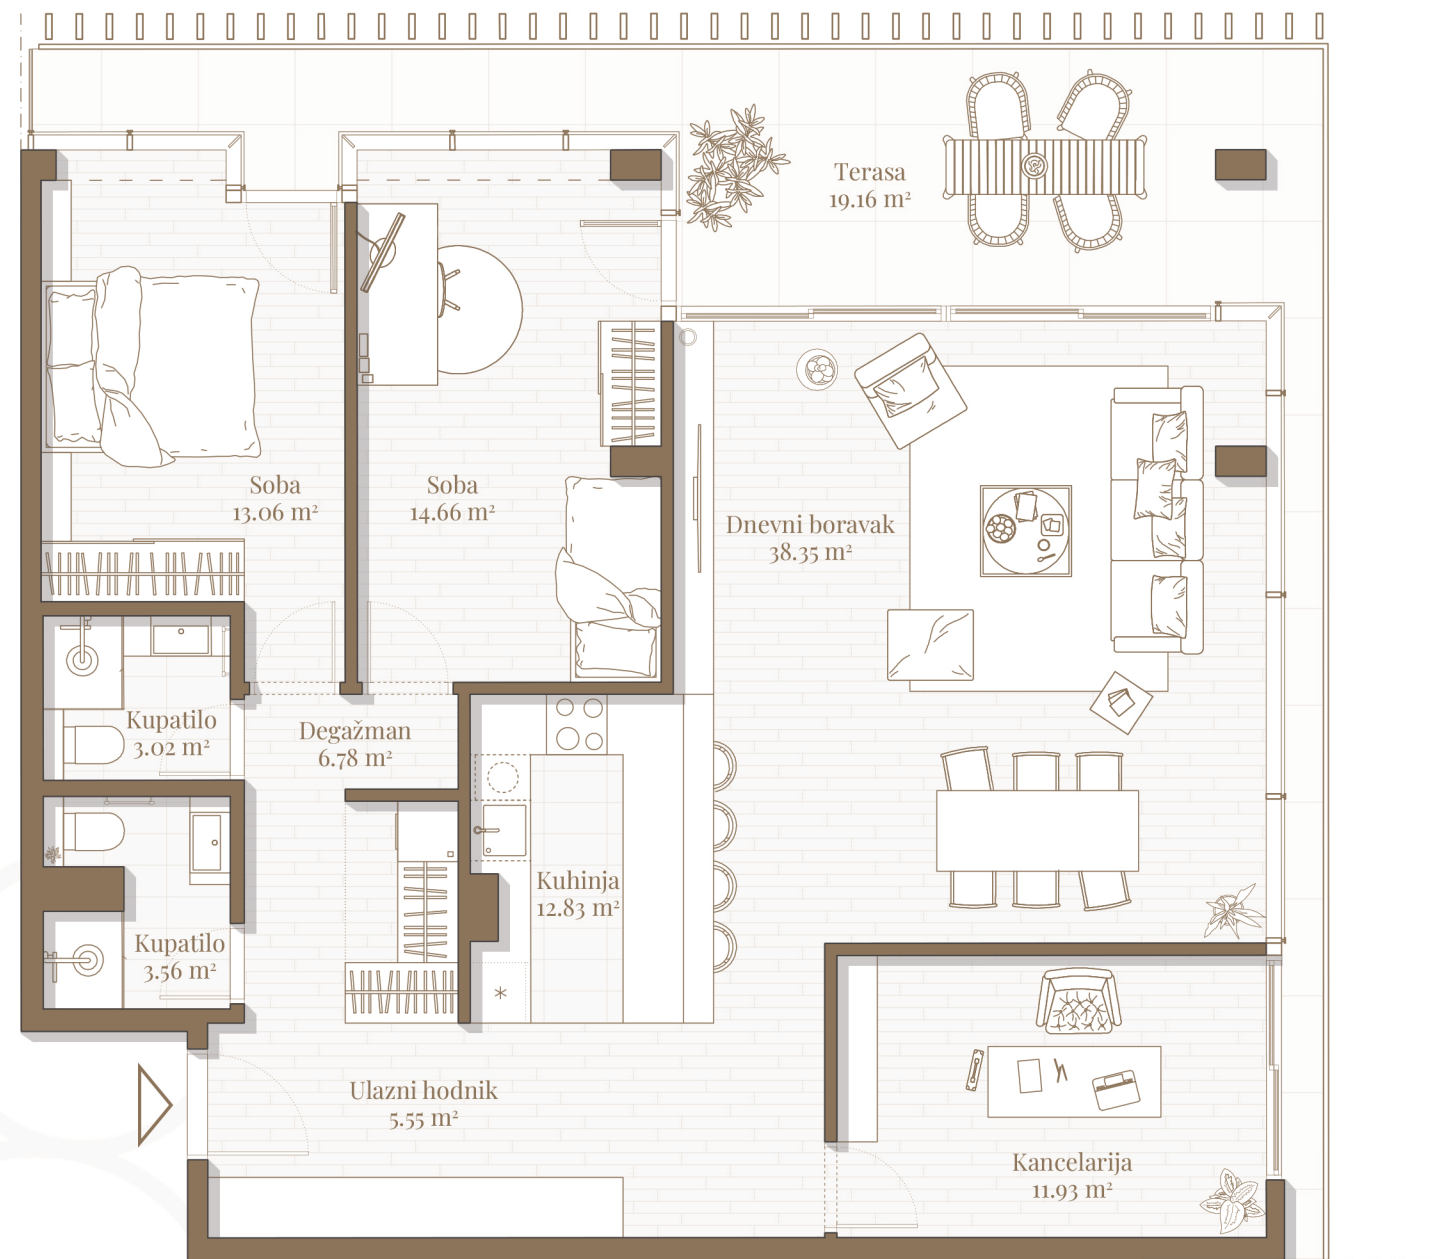 Terasa
19.16 m²
Soba
13.06 m²
Soba
14.66 m²
Dnevni boravak
38.35 m²
Kupatilo
3.02 m²
Degažman
6.78 m²
Kuhinja
12.83 m²
Kupatilo
3.56 m²
Ulazni hodnik
5.55 m²
Kancelarija
11.93 m²